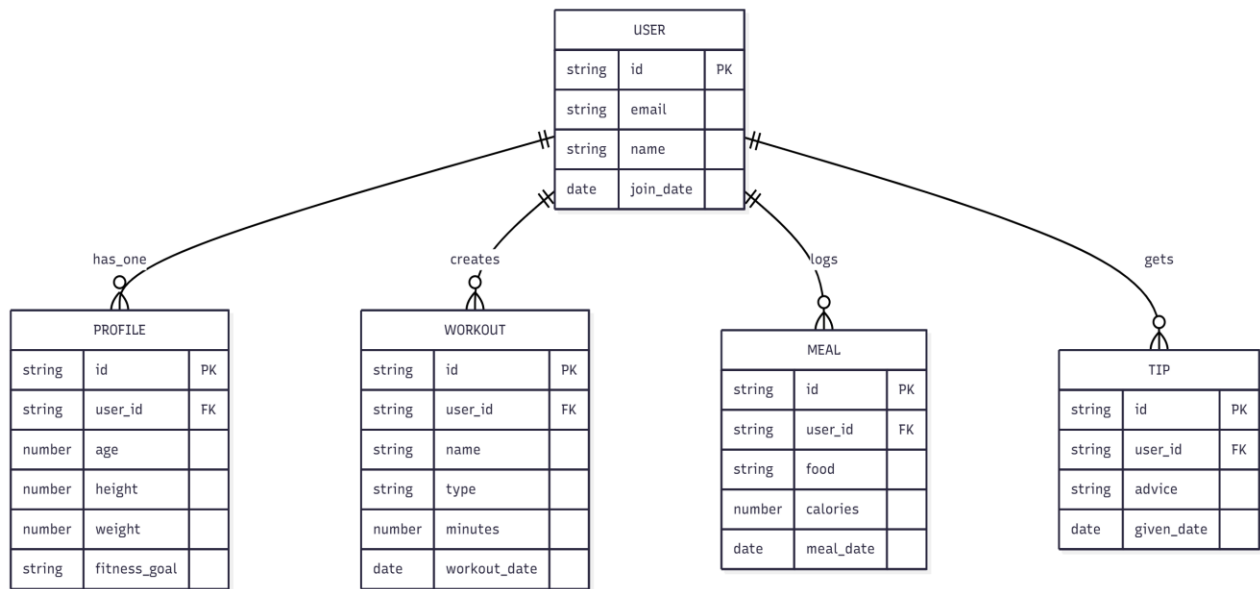 USER
string id PK
string email
string name
date join_date
has_one
creates
logs
gets
PROFILE
string id PK
string user_id FK
number age
number height
number weight
string fitness_goal
WORKOUT
string id PK
string user_id FK
string name
string type
number minutes
date workout_date
MEAL
string id PK
string user_id FK
string food
number calories
date meal_date
TIP
string id PK
string user_id FK
string advice
date given_date